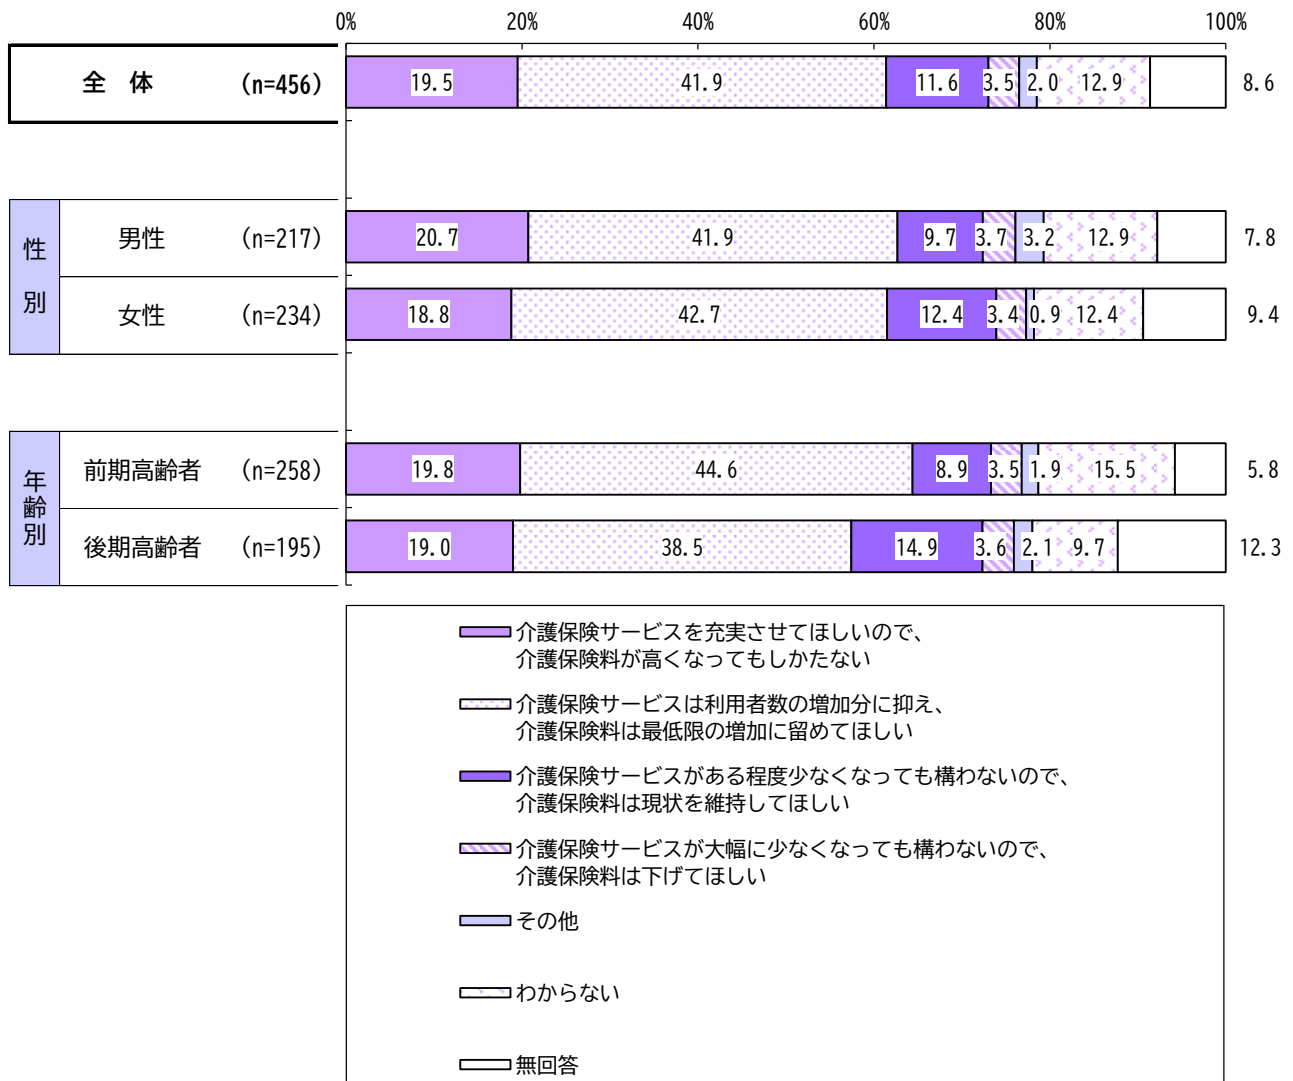 0% 20% 40% 60% 80% 100%
全 体 (n=456) 19.5 41.9 11.6 3.5 2.0 12.9 8.6
性別
男性 (n=217) 20.7 41.9 9.7 3.7 3.2 12.9 7.8
女性 (n=234) 18.8 42.7 12.4 3.4 0.9 12.4 9.4
年齢別
前期高齢者 (n=258) 19.8 44.6 8.9 3.5 1.9 15.5 5.8
後期高齢者 (n=195) 19.0 38.5 14.9 3.6 2.1 9.7 12.3
介護保険サービスを充実させてほしいので、
介護保険料が高くなってもしかたない
介護保険サービスは利用者数の増加分に抑え、
介護保険料は最低限の増加に留めてほしい
介護保険サービスがある程度少なくなっても構わないので、
介護保険料は現状を維持してほしい
介護保険サービスが大幅に少なくなっても構わないので、
介護保険料は下げてほしい
その他
わからない
無回答